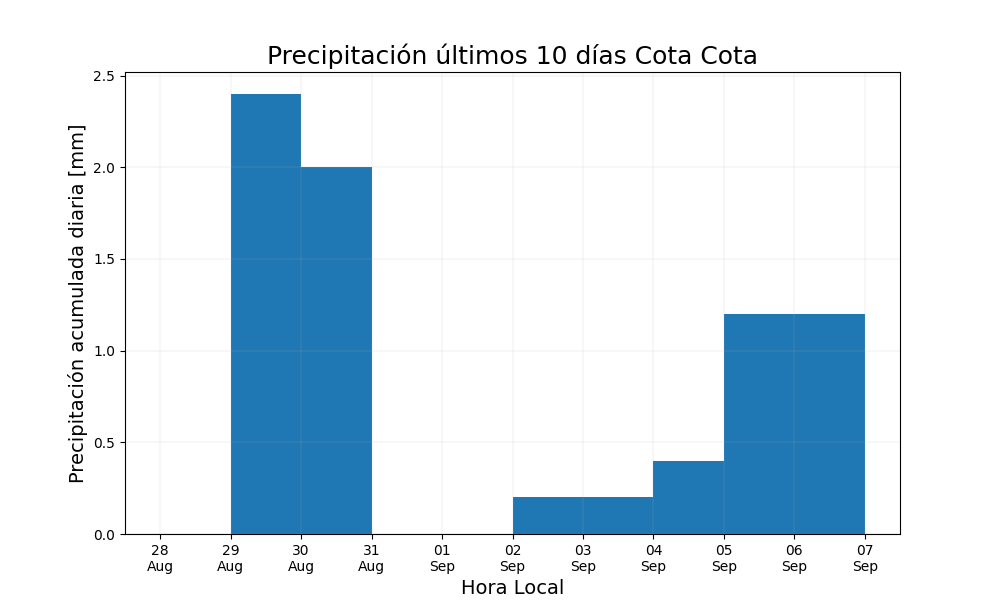 Precipitación últimos 10 días Cota Cota
Precipitación acumulada diaria [mm]
2.5
2.0
1.5
1.0
0.5
0.0
28 29 30 31 01 02 03 04 05 06 07
Aug Aug Aug Aug Sep Sep Sep Sep Sep Sep Sep
Hora Local